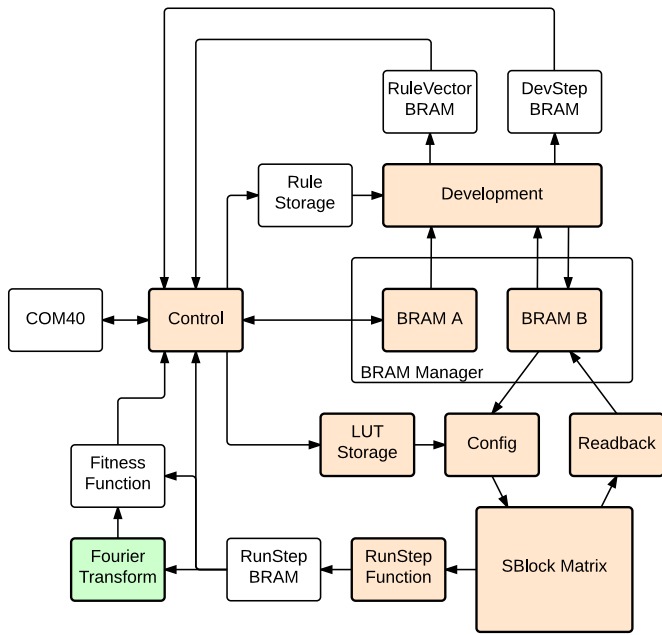 RuleVector
BRAM
DevStep
BRAM
Rule
Storage
Development
COM40
Control
BRAM A
BRAM B
BRAM Manager
LUT
Storage
Config
Readback
Fitness
Function
Fourier
Transform
RunStep
BRAM
RunStep
Function
SBlock Matrix